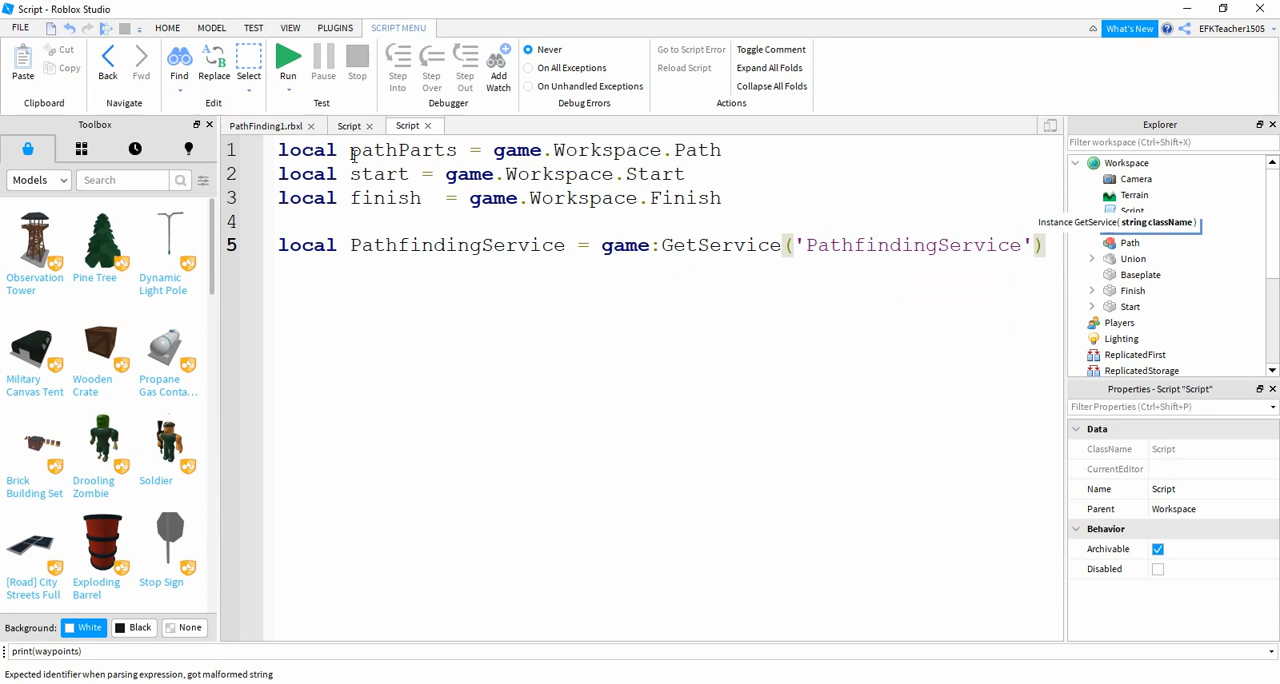 Script - Roblox Studio
FILE HOME MODEL TEST VIEW PLUGINS SCRIPT MENU What's New EFKTeacher1505
Paste Cut Copy Back Fwd Find Replace Select Run Pause Stop Step Into Step Over Step Out Add Watch
Never Go to Script Error Toggle Comment
On All Exceptions Reload Script Expand All Folds
On Unhandled Exceptions Collapse All Folds
Clipboard Navigate Edit Test Debugger Debug Errors Actions
Toolbox PathFinding1.rbxl Script Script Explorer
Models Search
Observation Tower
Pine Tree
Dynamic Light Pole
Military Canvas Tent
Wooden Crate
Propane Gas Conta...
Brick Building Set
Drooling Zombie
Soldier
[Road] City Streets Full
Exploding Barrel
Stop Sign
Background: White Black None
1 local pathParts = game.Workspace.Path
2 local start = game.Workspace.Start
3 local finish = game.Workspace.Finish
4
5 local PathfindingService = game:GetService('PathfindingService')
Instance GetService( string className )
Filter workspace (Ctrl+Shift+X)
Workspace
Camera
Terrain
Script
Path
Union
Baseplate
Finish
Start
Players
Lighting
ReplicatedFirst
ReplicatedStorage
Properties - Script "Script"
Filter Properties (Ctrl+Shift+P)
Data
ClassName Script
CurrentEditor
Name Script
Parent Workspace
Behavior
Archivable
Disabled
print(waypoints)
Expected identifier when parsing expression, got malformed string